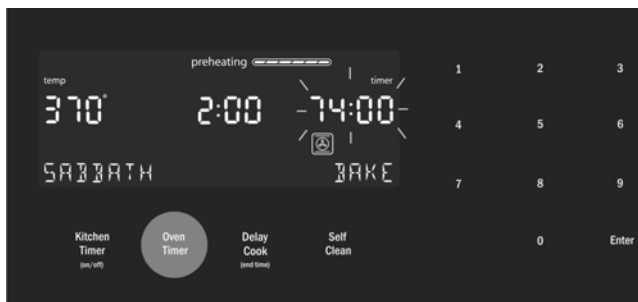 preheating
temp
timer
370°
2:00
74:00
SABBATH
BAKE
Kitchen
Timer
(on/off)
Oven
Timer
Delay
Cook
(end time)
Self
Clean
1 2 3
4 5 6
7 8 9
0 Enter